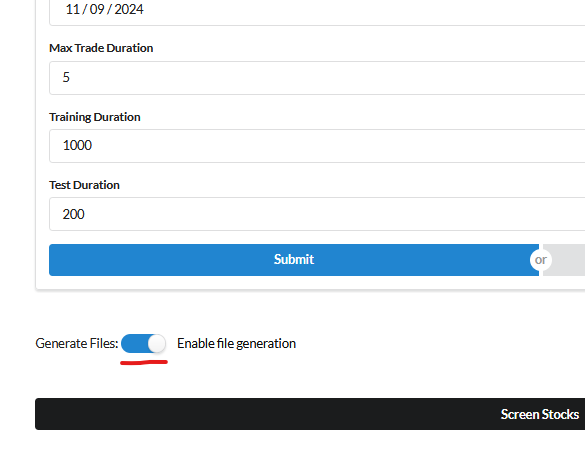 11 / 09 / 2024
Max Trade Duration
5
Training Duration
1000
Test Duration
200
Submit or
Generate Files: Enable file generation
Screen Stocks